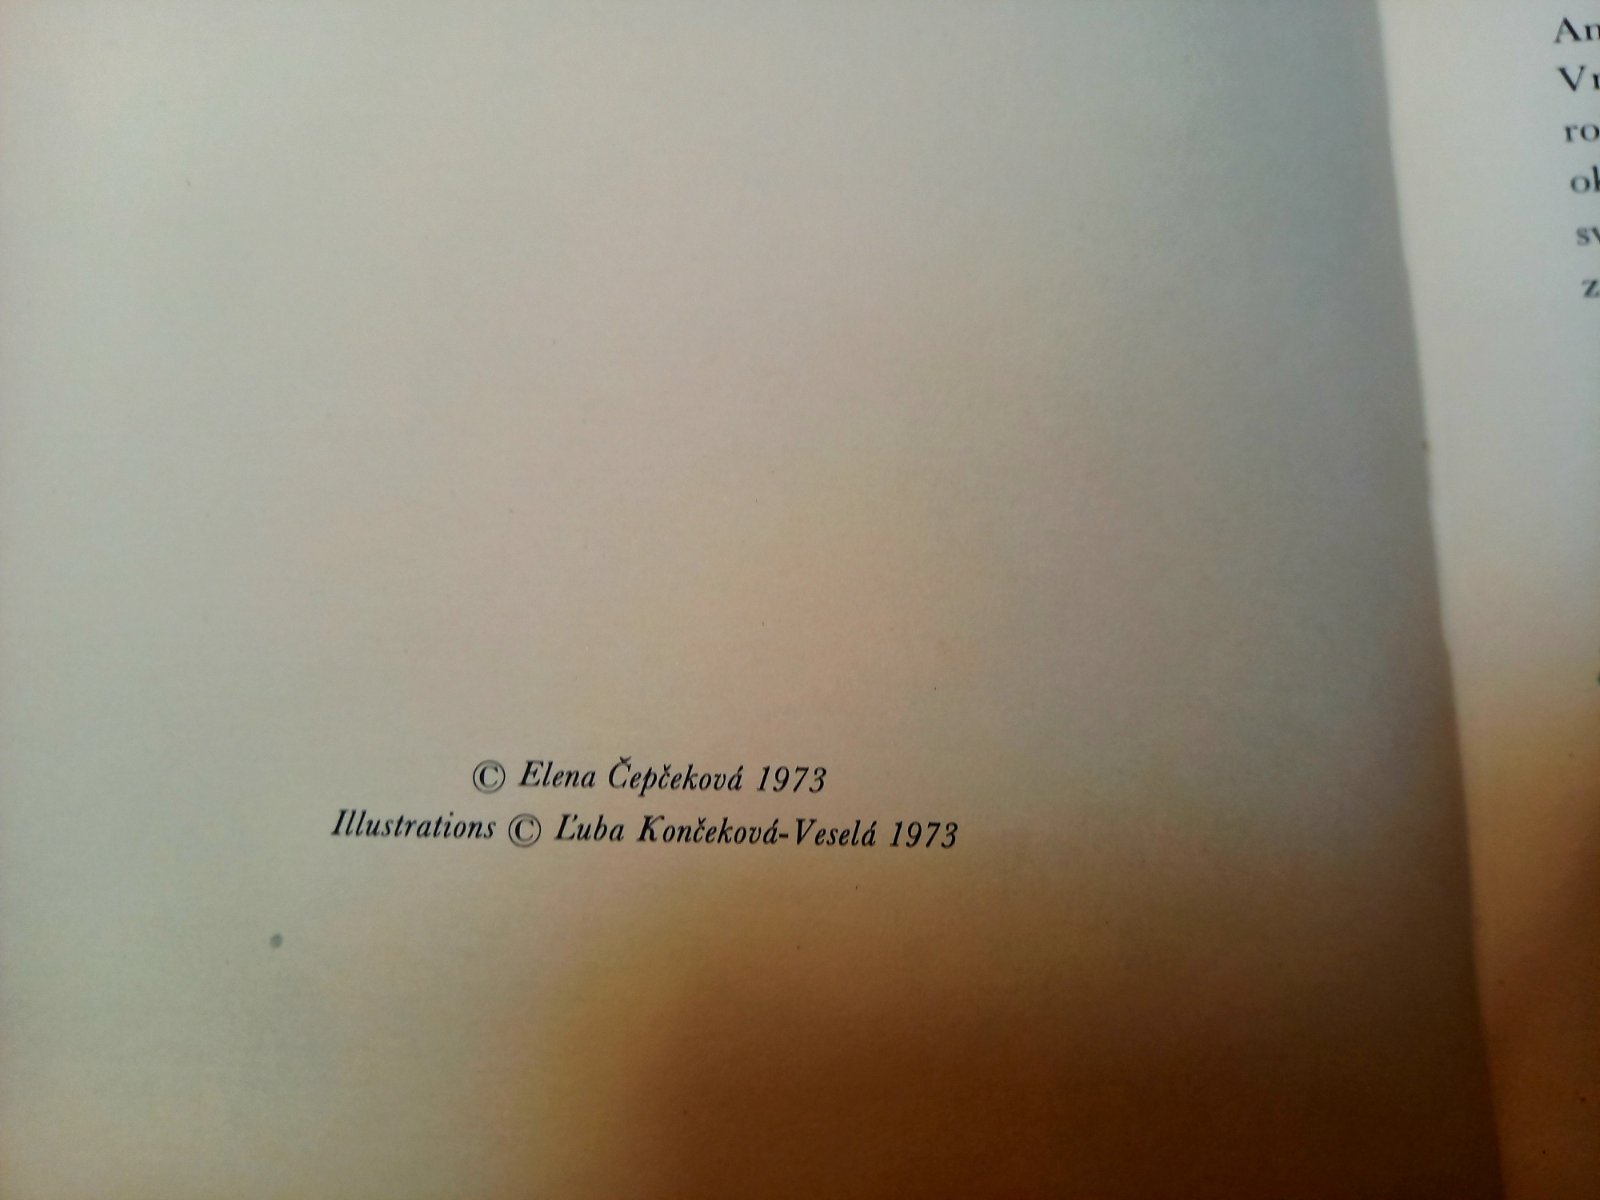 © Elena Čepčeková 1973
Illustrations © Ľuba Končeková-Veselá 1973